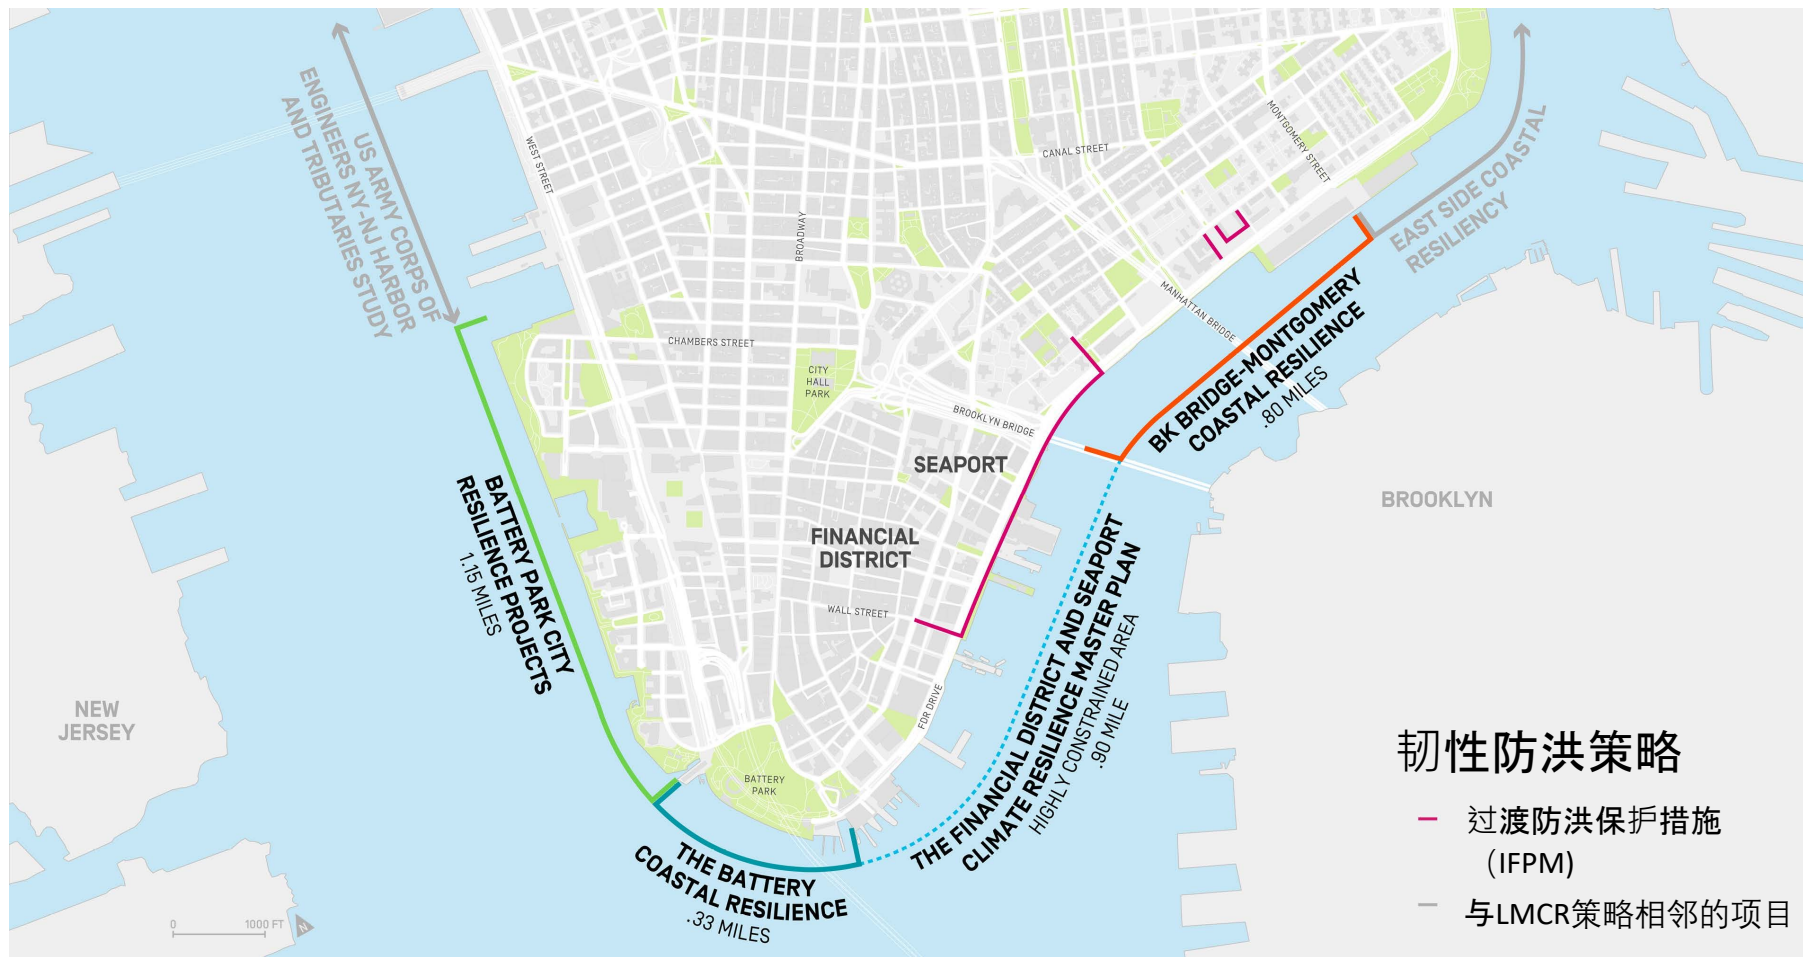 US ARMY CORPS OF
ENGINEERS NY-NJ HARBOR
AND TRIBUTARIES STUDY
WEST STREET
BROADWAY
CANAL STREET
MONTGOMERY STREET
EAST SIDE COASTAL
RESILIENCY
MANHATTAN BRIDGE
CHAMBERS STREET
CITY
HALL
PARK
BROOKLYN BRIDGE
BK BRIDGE-MONTGOMERY
COASTAL RESILIENCE
.80 MILES
SEAPORT
FINANCIAL
DISTRICT
WALL STREET
BROOKLYN
BATTERY PARK CITY
RESILIENCE PROJECTS
1.15 MILES
THE FINANCIAL DISTRICT AND SEAPORT
CLIMATE RESILIENCE MASTER PLAN
HIGHLY CONSTRAINED AREA
.90 MILE
FDR DRIVE
NEW
JERSEY
BATTERY
PARK
THE BATTERY
COASTAL RESILIENCE
.33 MILES
0 1000 FT N
韧性防洪策略
过渡防洪保护措施
（IFPM)
与LMCR策略相邻的项目